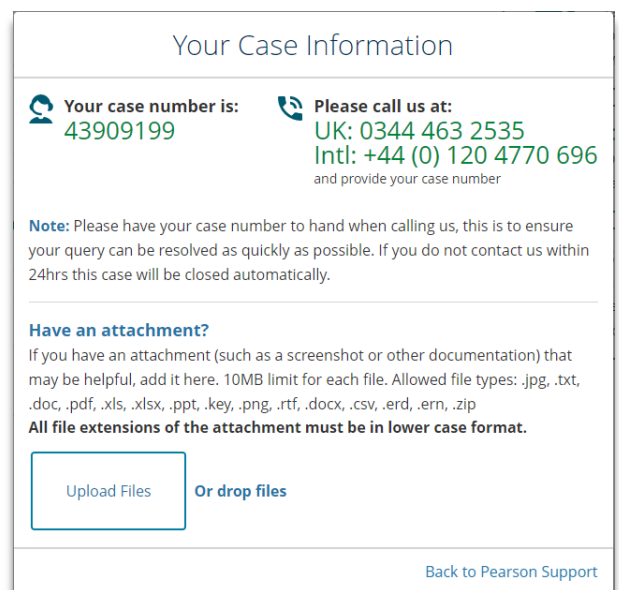 Your Case Information
Your case number is:
43909199
Please call us at:
UK: 0344 463 2535
Intl: +44 (0) 120 4770 696
and provide your case number
Note: Please have your case number to hand when calling us, this is to ensure
your query can be resolved as quickly as possible. If you do not contact us within
24hrs this case will be closed automatically.
Have an attachment?
If you have an attachment (such as a screenshot or other documentation) that
may be helpful, add it here. 10MB limit for each file. Allowed file types: .jpg, .txt,
.doc, .pdf, .xls, .xlsx, .ppt, .key, .png, .rtf, .docx, .csv, .erd, .ern, .zip
All file extensions of the attachment must be in lower case format.
Upload Files
Or drop files
Back to Pearson Support